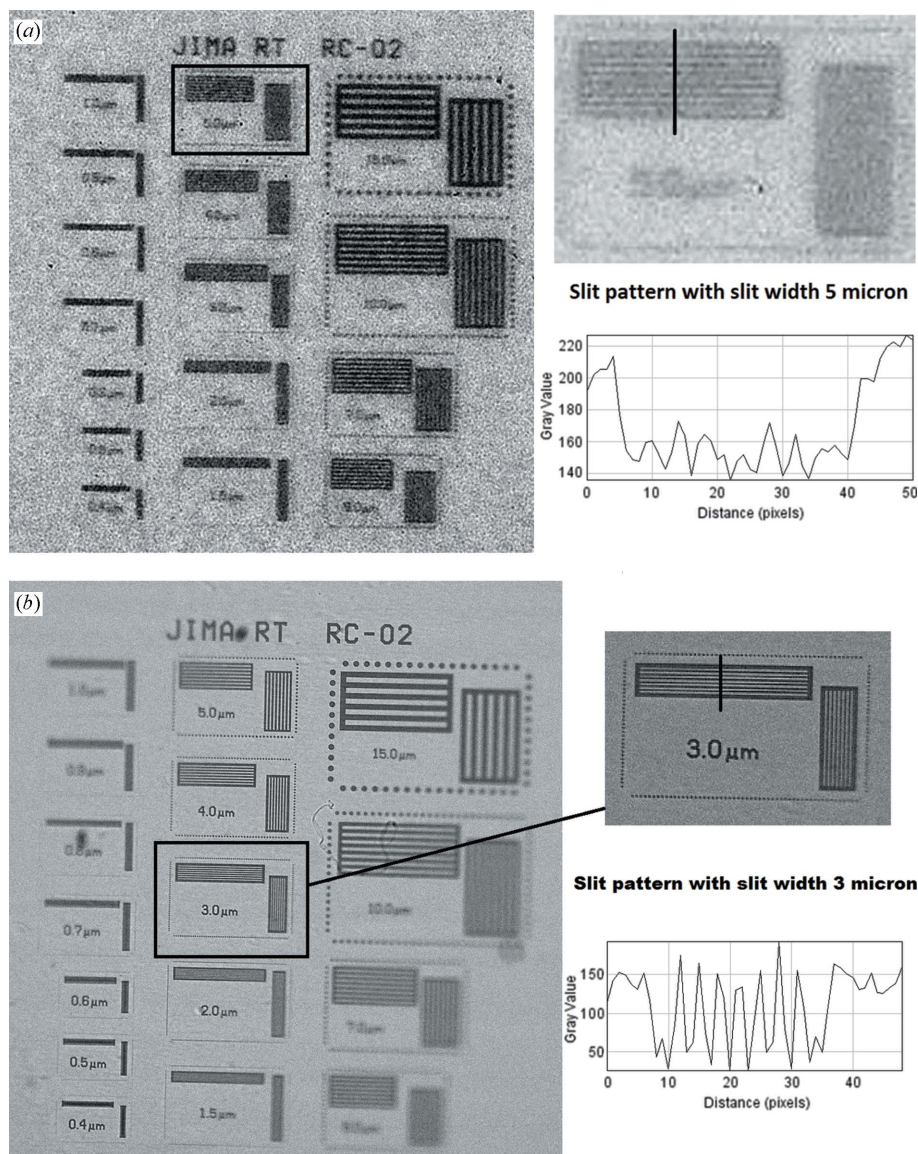 (a)
JIMA RT RC-02
5.0µm
15.0µm
10.0µm
2.0µm
Slit pattern with slit width 5 micron
220
200
180
160
140
Gray Value
0 10 20 30 40 50
Distance (pixels)
(b)
JIMA RT RC-02
5.0µm
15.0µm
4.0µm
3.0µm
10.0µm
0.7µm
0.6µm
2.0µm
7.0µm
0.5µm
0.4µm
1.5µm
3.0µm
Slit pattern with slit width 3 micron
150
100
50
Gray Value
0 10 20 30 40
Distance (pixels)